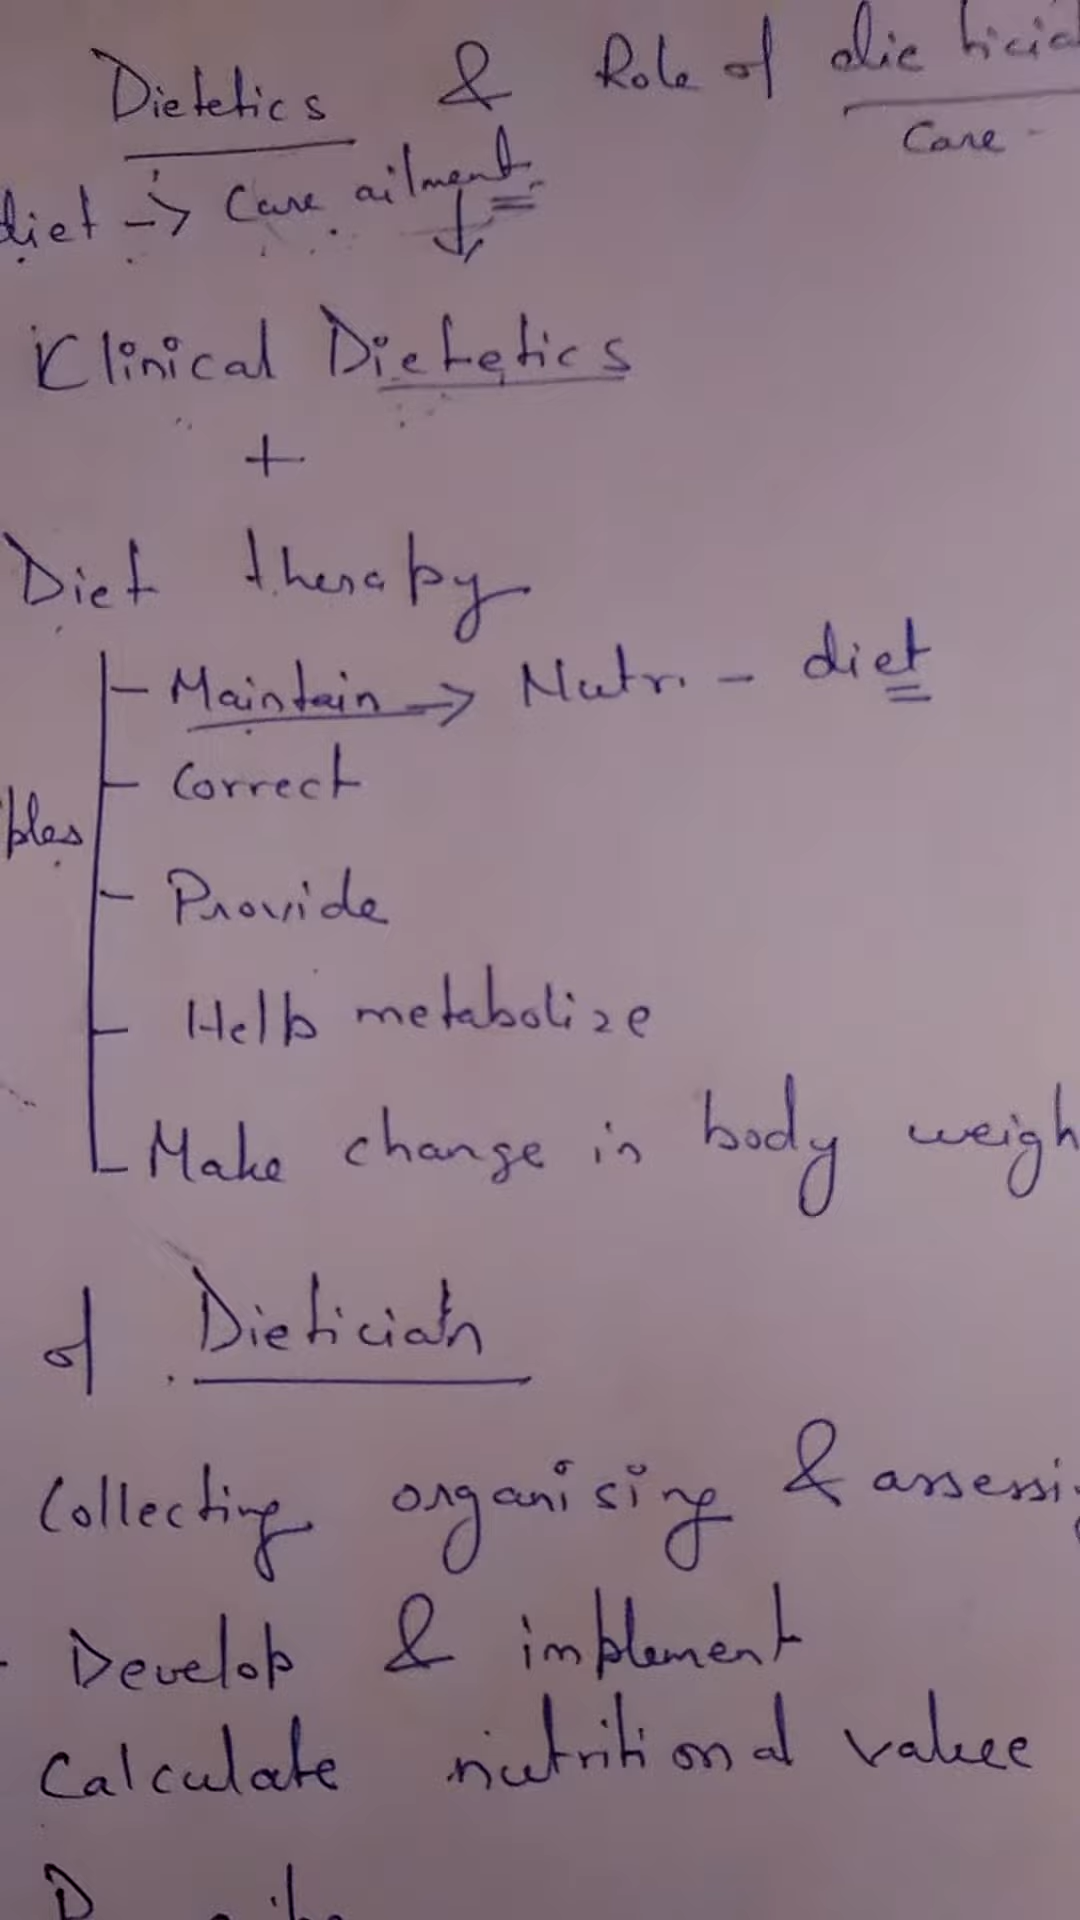 Dietetics & Role of dieticia
Care
diet -> Care ailment
Clinical Dietetics
+
Diet therapy
- Maintain -> Nutri. - diet
- Correct
ples
- Provide
- Help metabolize
- Make change in body weigh
of Dietician
Collecting organising & assessi
- Develop & implement
Calculate nutritional value